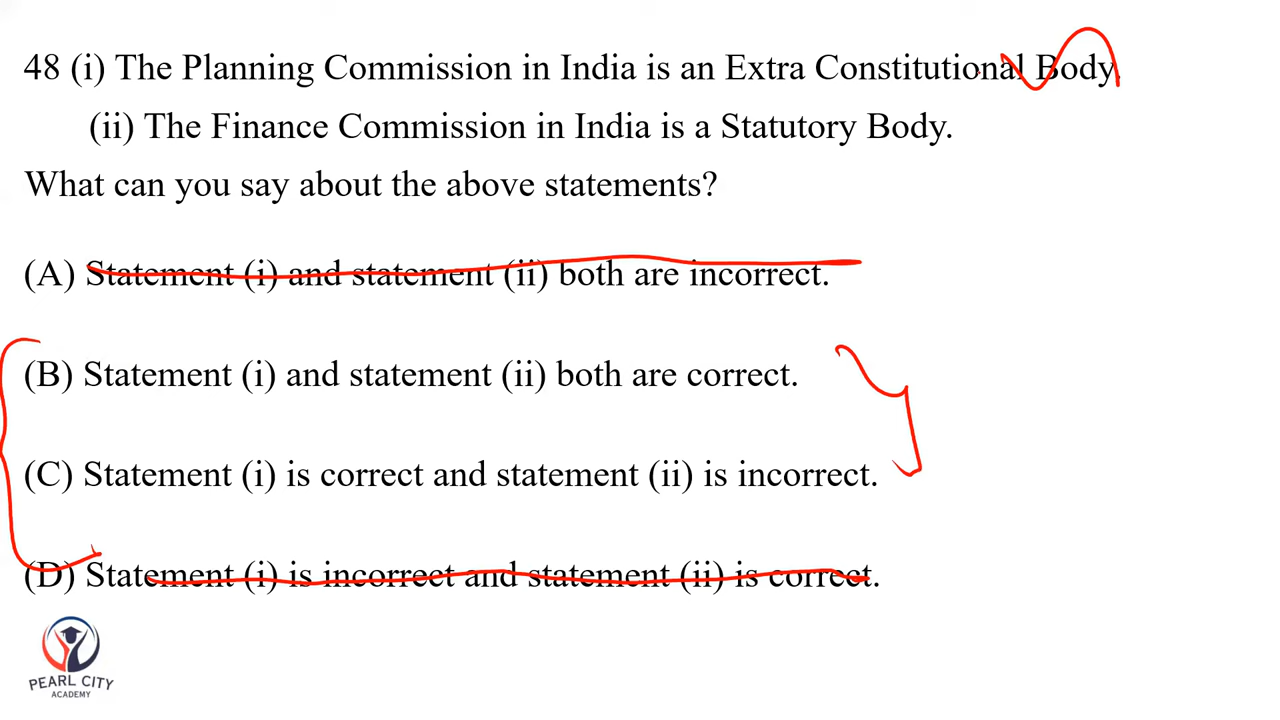 48 (i) The Planning Commission in India is an Extra Constitutional Body.
(ii) The Finance Commission in India is a Statutory Body.
What can you say about the above statements?
(A) Statement (i) and statement (ii) both are incorrect.
(B) Statement (i) and statement (ii) both are correct.
(C) Statement (i) is correct and statement (ii) is incorrect.
(D) Statement (i) is incorrect and statement (ii) is correct.
PEARL CITY
ACADEMY